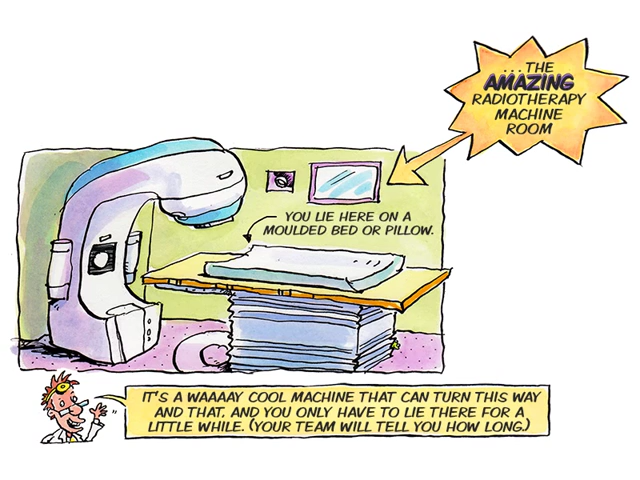 ...THE
AMAZING
RADIOTHERAPY
MACHINE
ROOM
YOU LIE HERE ON A
MOULDED BED OR PILLOW.
IT'S A WAAAAY COOL MACHINE THAT CAN TURN THIS WAY
AND THAT. AND YOU ONLY HAVE TO LIE THERE FOR A
LITTLE WHILE. (YOUR TEAM WILL TELL YOU HOW LONG.)